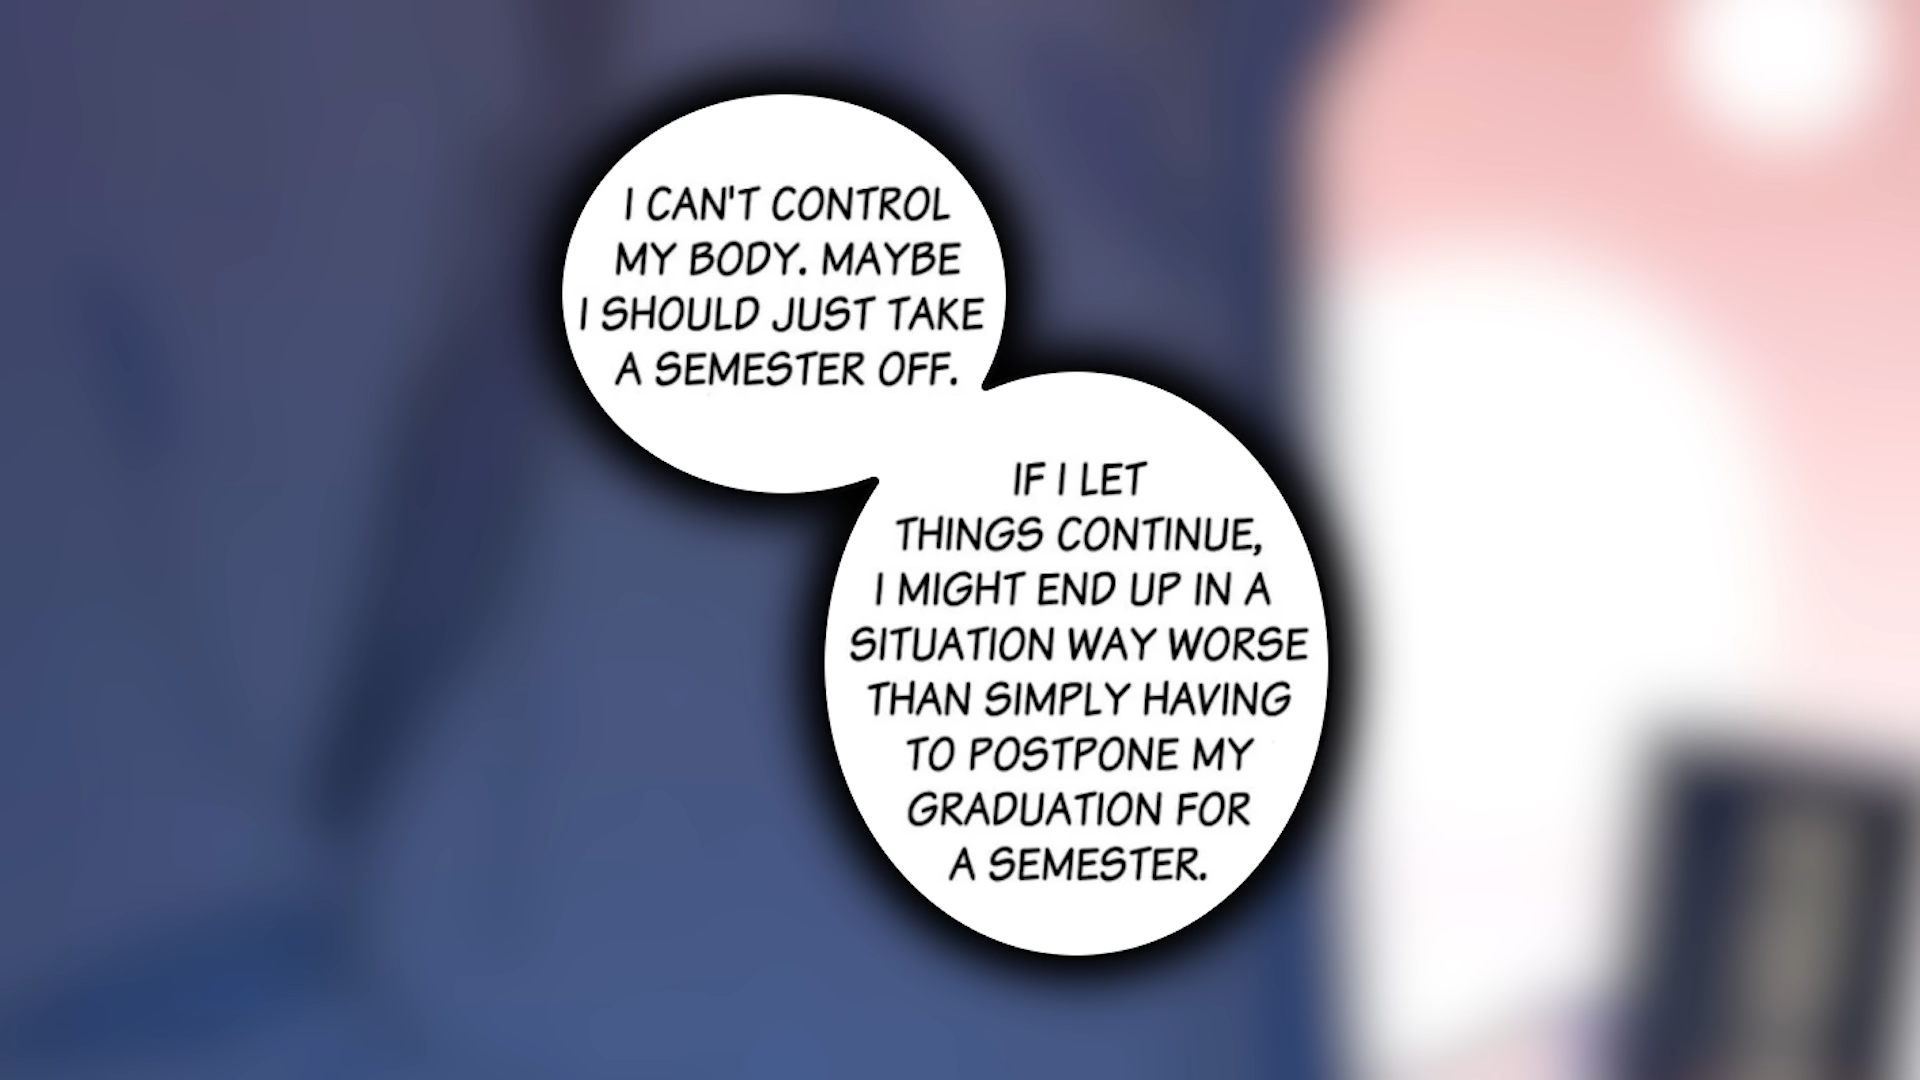 I CAN'T CONTROL
MY BODY. MAYBE
I SHOULD JUST TAKE
A SEMESTER OFF.
IF I LET
THINGS CONTINUE,
I MIGHT END UP IN A
SITUATION WAY WORSE
THAN SIMPLY HAVING
TO POSTPONE MY
GRADUATION FOR
A SEMESTER.